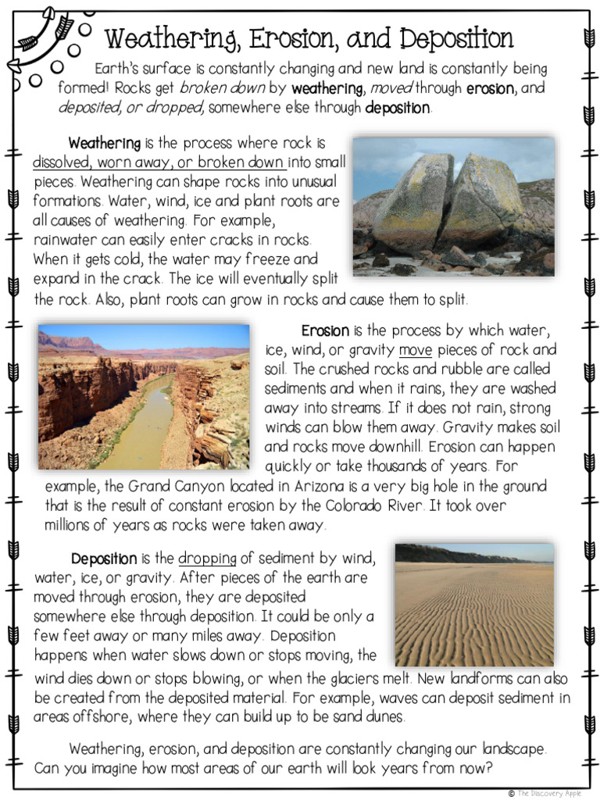 Weathering, Erosion, and Deposition
Earth's surface is constantly changing and new land is constantly being
formed! Rocks get broken down by weathering, moved through erosion, and
deposited, or dropped, somewhere else through deposition.
Weathering is the process where rock is
dissolved, worn away, or broken down into small
pieces. Weathering can shape rocks into unusual
formations. Water, wind, ice and plant roots are
all causes of weathering. For example,
rainwater can easily enter cracks in rocks.
When it gets cold, the water may freeze and
expand in the crack. The ice will eventually split
the rock. Also, plant roots can grow in rocks and cause them to split.
Erosion is the process by which water,
ice, wind, or gravity move pieces of rock and
soil. The crushed rocks and rubble are called
sediments and when it rains, they are washed
away into streams. If it does not rain, strong
winds can blow them away. Gravity makes soil
and rocks move downhill. Erosion can happen
quickly or take thousands of years. For
example, the Grand Canyon located in Arizona is a very big hole in the ground
that is the result of constant erosion by the Colorado River. It took over
millions of years as rocks were taken away.
Deposition is the dropping of sediment by wind,
water, ice, or gravity. After pieces of the earth are
moved through erosion, they are deposited
somewhere else through deposition. It could be only a
few feet away or many miles away. Deposition
happens when water slows down or stops moving, the
wind dies down or stops blowing, or when the glaciers melt. New landforms can also
be created from the deposited material. For example, waves can deposit sediment in
areas offshore, where they can build up to be sand dunes.
Weathering, erosion, and deposition are constantly changing our landscape.
Can you imagine how most areas of our earth will look years from now?
© The Discovery Apple